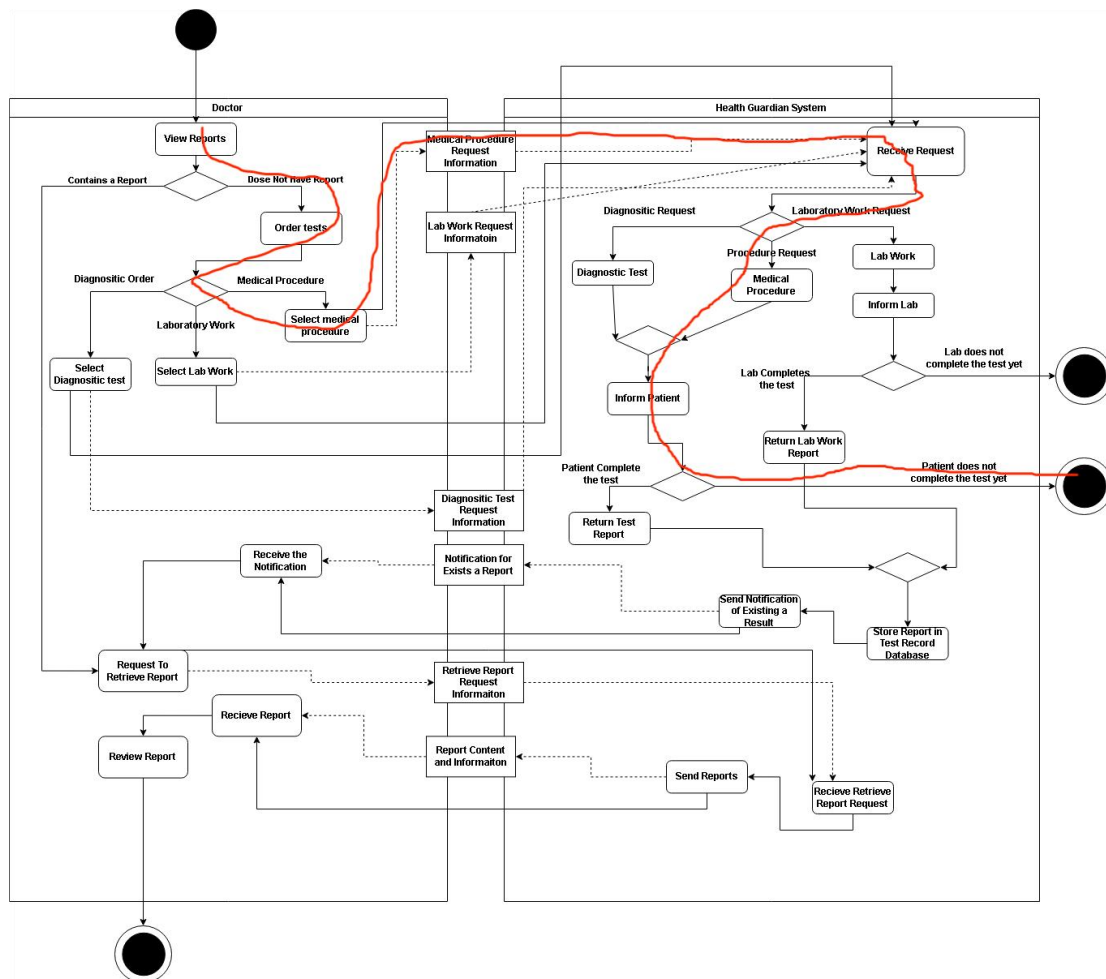 Doctor
Health Guardian System
View Reports
Medical Procedure
Request
Information
Receive Request
Contains a Report
Dose Not Have Report
Order tests
Lab Work Request
Informatoin
Diagnositic Request
Laboratory Work Request
Procedure Request
Diagnostic Test
Medical
Procedure
Lab Work
Inform Lab
Diagnositic Order
Medical Procedure
Laboratory Work
Select medical
procedure
Select
Diagnositic test
Select Lab Work
Lab does not
complete the test yet
Lab Completes
the test
Inform Patient
Return Lab Work
Report
Patient Complete
the test
Patient does not
complete the test yet
Diagnositic Test
Request
Information
Return Test
Report
Receive the
Notification
Notification for
Exists a Report
Send Notification
of Existing a
Result
Store Report in
Test Record
Database
Request To
Retrieve Report
Retrieve Report
Request
Informaiton
Recieve Report
Review Report
Report Content
and Informaiton
Send Reports
Recieve Retrieve
Report Request